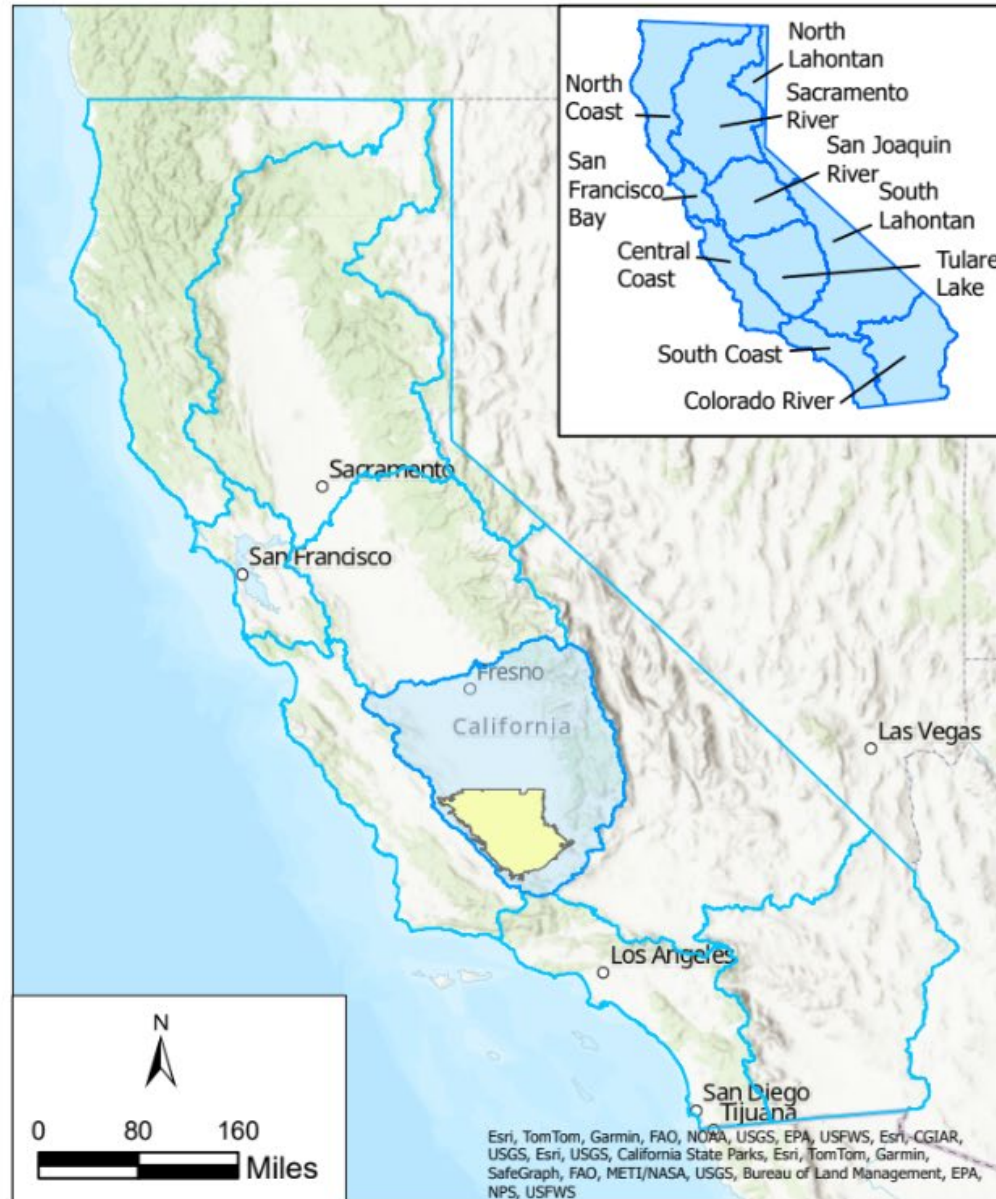 North
Lahontan
North
Coast
Sacramento
River
San
Francisco
Bay
San Joaquin
River
South
Lahontan
Central
Coast
Tulare
Lake
South Coast
Colorado River
Sacramento
San Francisco
Fresno
California
Las Vegas
Los Angeles
San Diego
Tijuana
N
0 80 160
Miles
Esri, TomTom, Garmin, FAO, NOAA, USGS, EPA, USFWS, Esri, CGIAR,
USGS, Esri, USGS, California State Parks, Esri, TomTom, Garmin,
SafeGraph, FAO, METI/NASA, USGS, Bureau of Land Management, EPA,
NPS, USFWS